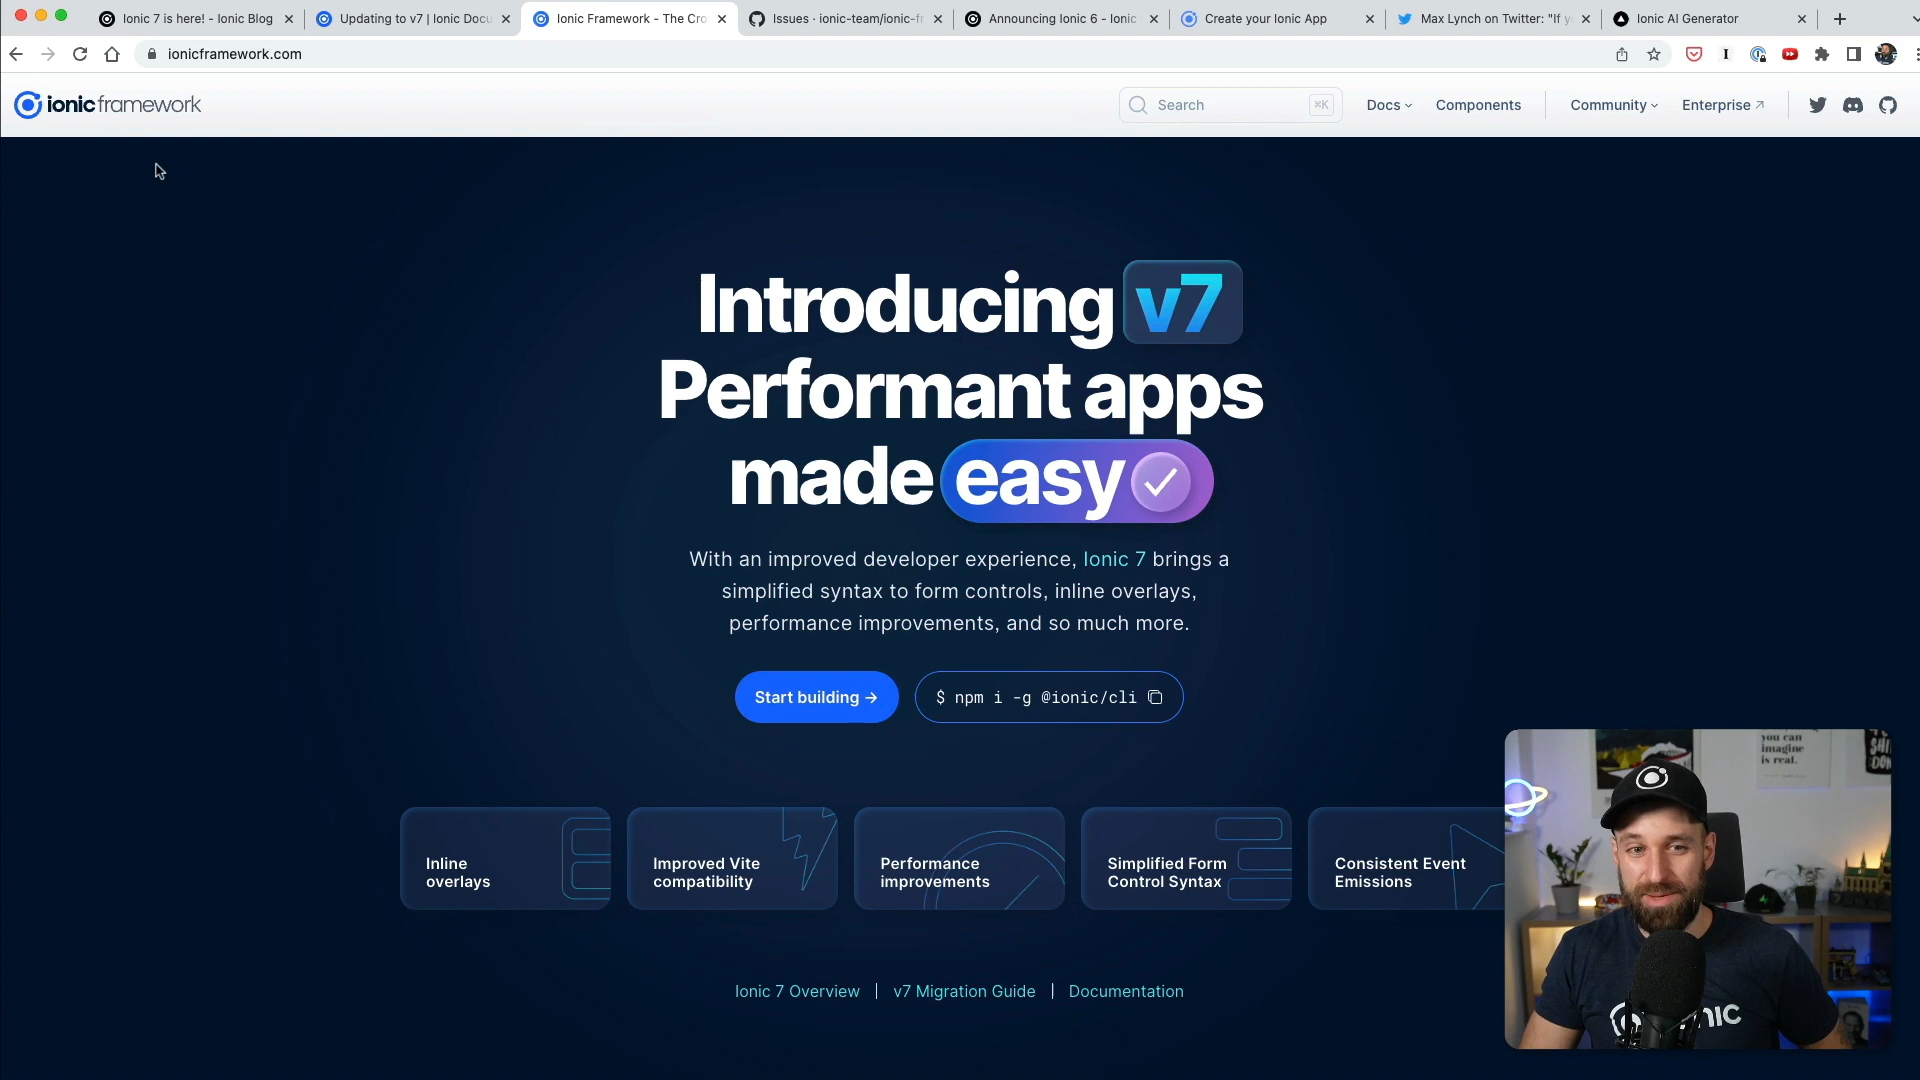 Ionic 7 is here! - Ionic Blog
Updating to v7 | Ionic Docu
Ionic Framework - The Cro
Issues · ionic-team/ionic-fr
Announcing Ionic 6 - Ionic
Create your Ionic App
Max Lynch on Twitter: "If y
Ionic AI Generator
ionicframework.com
ionic framework
Search
⌘K
Docs
Components
Community
Enterprise
Introducing v7
Performant apps
made easy
With an improved developer experience, Ionic 7 brings a
simplified syntax to form controls, inline overlays,
performance improvements, and so much more.
Start building →
$ npm i -g @ionic/cli
Inline
overlays
Improved Vite
compatibility
Performance
improvements
Simplified Form
Control Syntax
Consistent Event
Emissions
Ionic 7 Overview | v7 Migration Guide | Documentation
you can
imagine
is real.